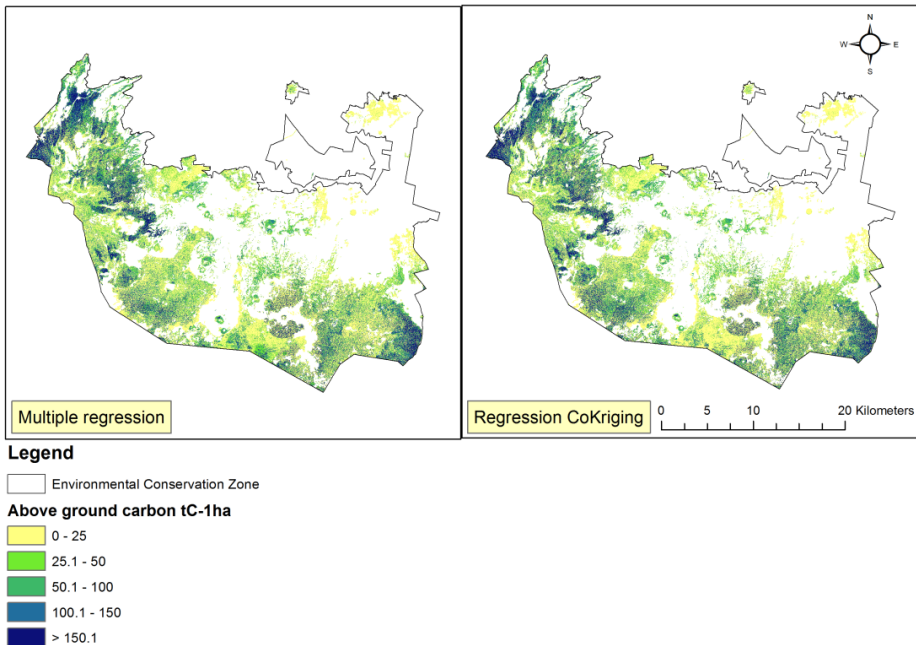 N
W E
S
Multiple regression
Regression CoKriging
0 5 10 20 Kilometers
Legend
Environmental Conservation Zone
Above ground carbon tC-1ha
0 - 25
25.1 - 50
50.1 - 100
100.1 - 150
> 150.1